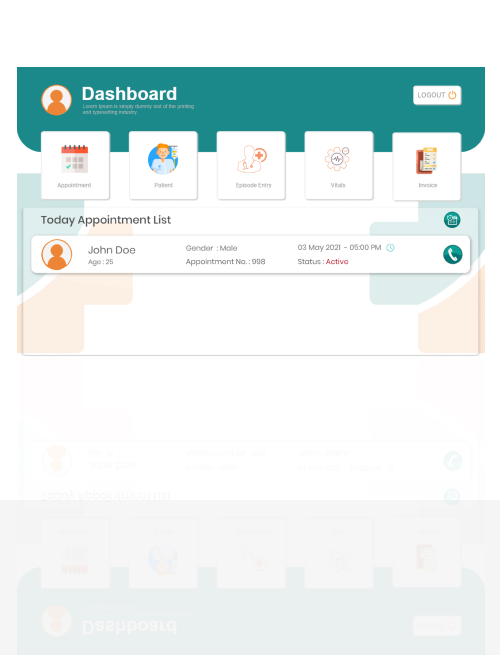 Dashboard
Lorem Ipsum is simply dummy text of the printing
and typesetting industry.
LOGOUT
Appointment
Patient
Episode Entry
Vitals
Invoice
Today Appointment List
John Doe
Age : 25
Gender : Male
Appointment No. : 998
03 May 2021 - 05:00 PM
Status : Active